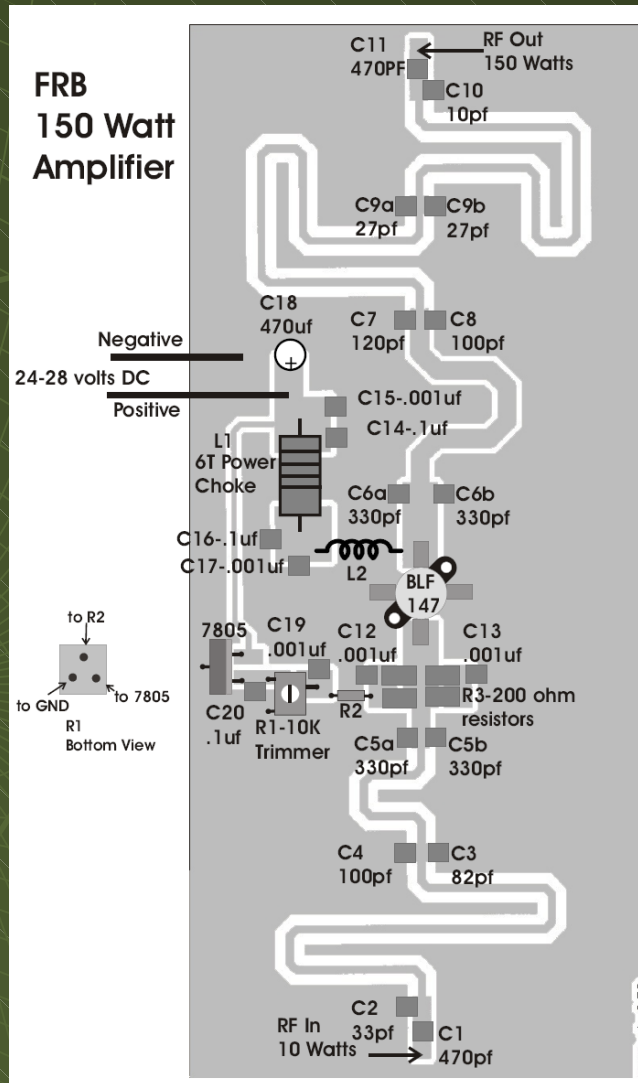 FRB
150 Watt
Amplifier
C11
470PF
RF Out
150 Watts
C10
10pf
C9a
27pf
C9b
27pf
C18
470uf
+
C7
120pf
C8
100pf
Negative
24-28 volts DC
Positive
C15-.001uf
C14-.1uf
L1
6T Power
Choke
C6a
330pf
C6b
330pf
C16-.1uf
C17-.001uf
L2
BLF
147
to R2
to GND
to 7805
R1
Bottom View
7805
C19
.001uf
C12
.001uf
C13
.001uf
C20
.1uf
R1-10K
Trimmer
R2
R3-200 ohm
resistors
C5a
330pf
C5b
330pf
C4
100pf
C3
82pf
C2
33pf
RF In
10 Watts
C1
470pf